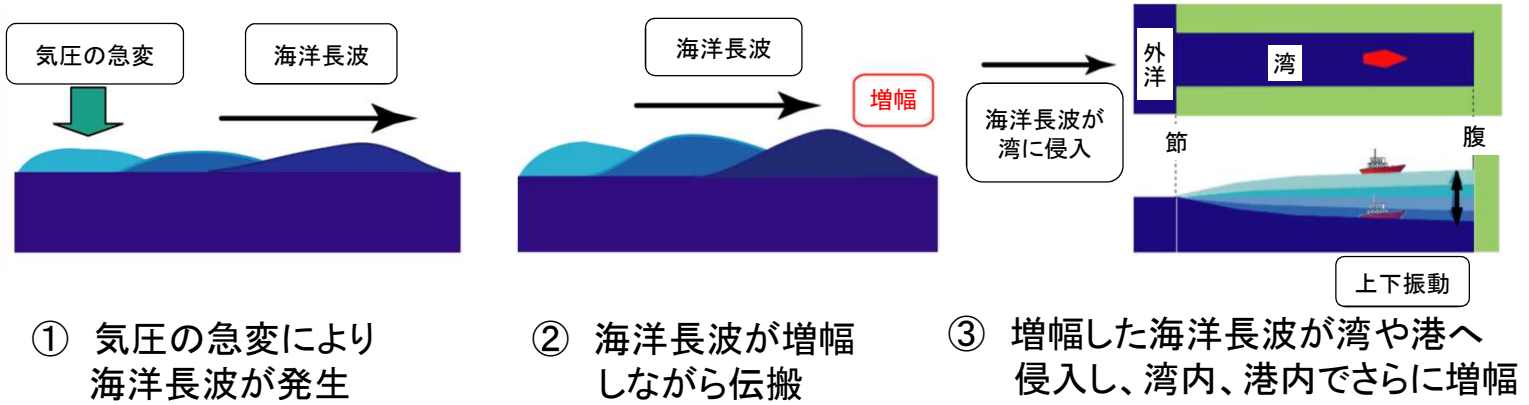 気圧の急変
海洋長波
海洋長波
増幅
海洋長波が
湾に侵入
外洋
湾
節
腹
上下振動
① 気圧の急変により
海洋長波が発生
② 海洋長波が増幅
しながら伝搬
③ 増幅した海洋長波が湾や港へ
侵入し、湾内、港内でさらに増幅